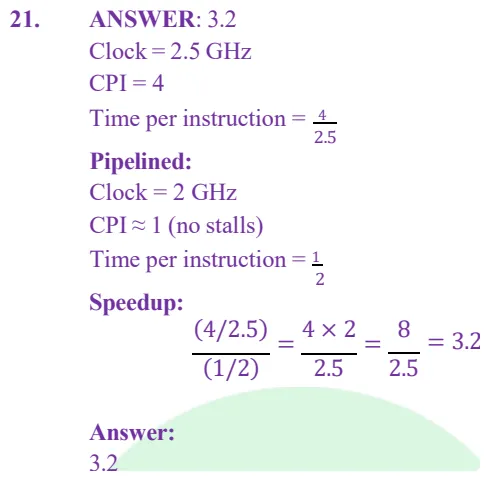 21. ANSWER: 3.2
Clock = 2.5 GHz
CPI = 4
Time per instruction = 4/2.5
Pipelined:
Clock = 2 GHz
CPI ≈ 1 (no stalls)
Time per instruction = 1/2
Speedup:
(4/2.5)/(1/2) = 4 × 2/2.5 = 8/2.5 = 3.2
Answer:
3.2